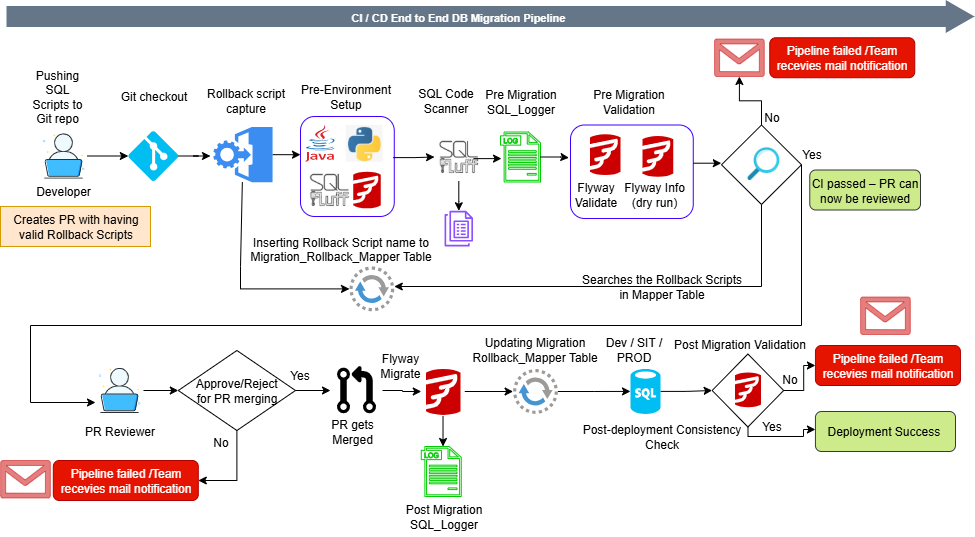 CI / CD End to End DB Migration Pipeline
Pushing
SQL
Scripts to
Git repo
Developer
Creates PR with having
valid Rollback Scripts
Git checkout
Rollback script
capture
Pre-Environment
Setup
Java
SQL
FLUFF
SQL Code
Scanner
SQL
FLUFF
Pre Migration
SQL_Logger
LOG
Pre Migration
Validation
Flyway
Validate
Flyway Info
(dry run)
Pipeline failed /Team
recevies mail notification
No
Yes
CI passed – PR can
now be reviewed
Inserting Rollback Script name to
Migration_Rollback_Mapper Table
Searches the Rollback Scripts
in Mapper Table
PR Reviewer
Approve/Reject
for PR merging
Yes
No
Pipeline failed /Team
recevies mail notification
PR gets
Merged
Flyway
Migrate
LOG
Post Migration
SQL_Logger
Updating Migration
Rollback_Mapper Table
Dev / SIT /
PROD
SQL
Post-deployment Consistency
Check
Post Migration Validation
No
Pipeline failed /Team
recevies mail notification
Yes
Deployment Success